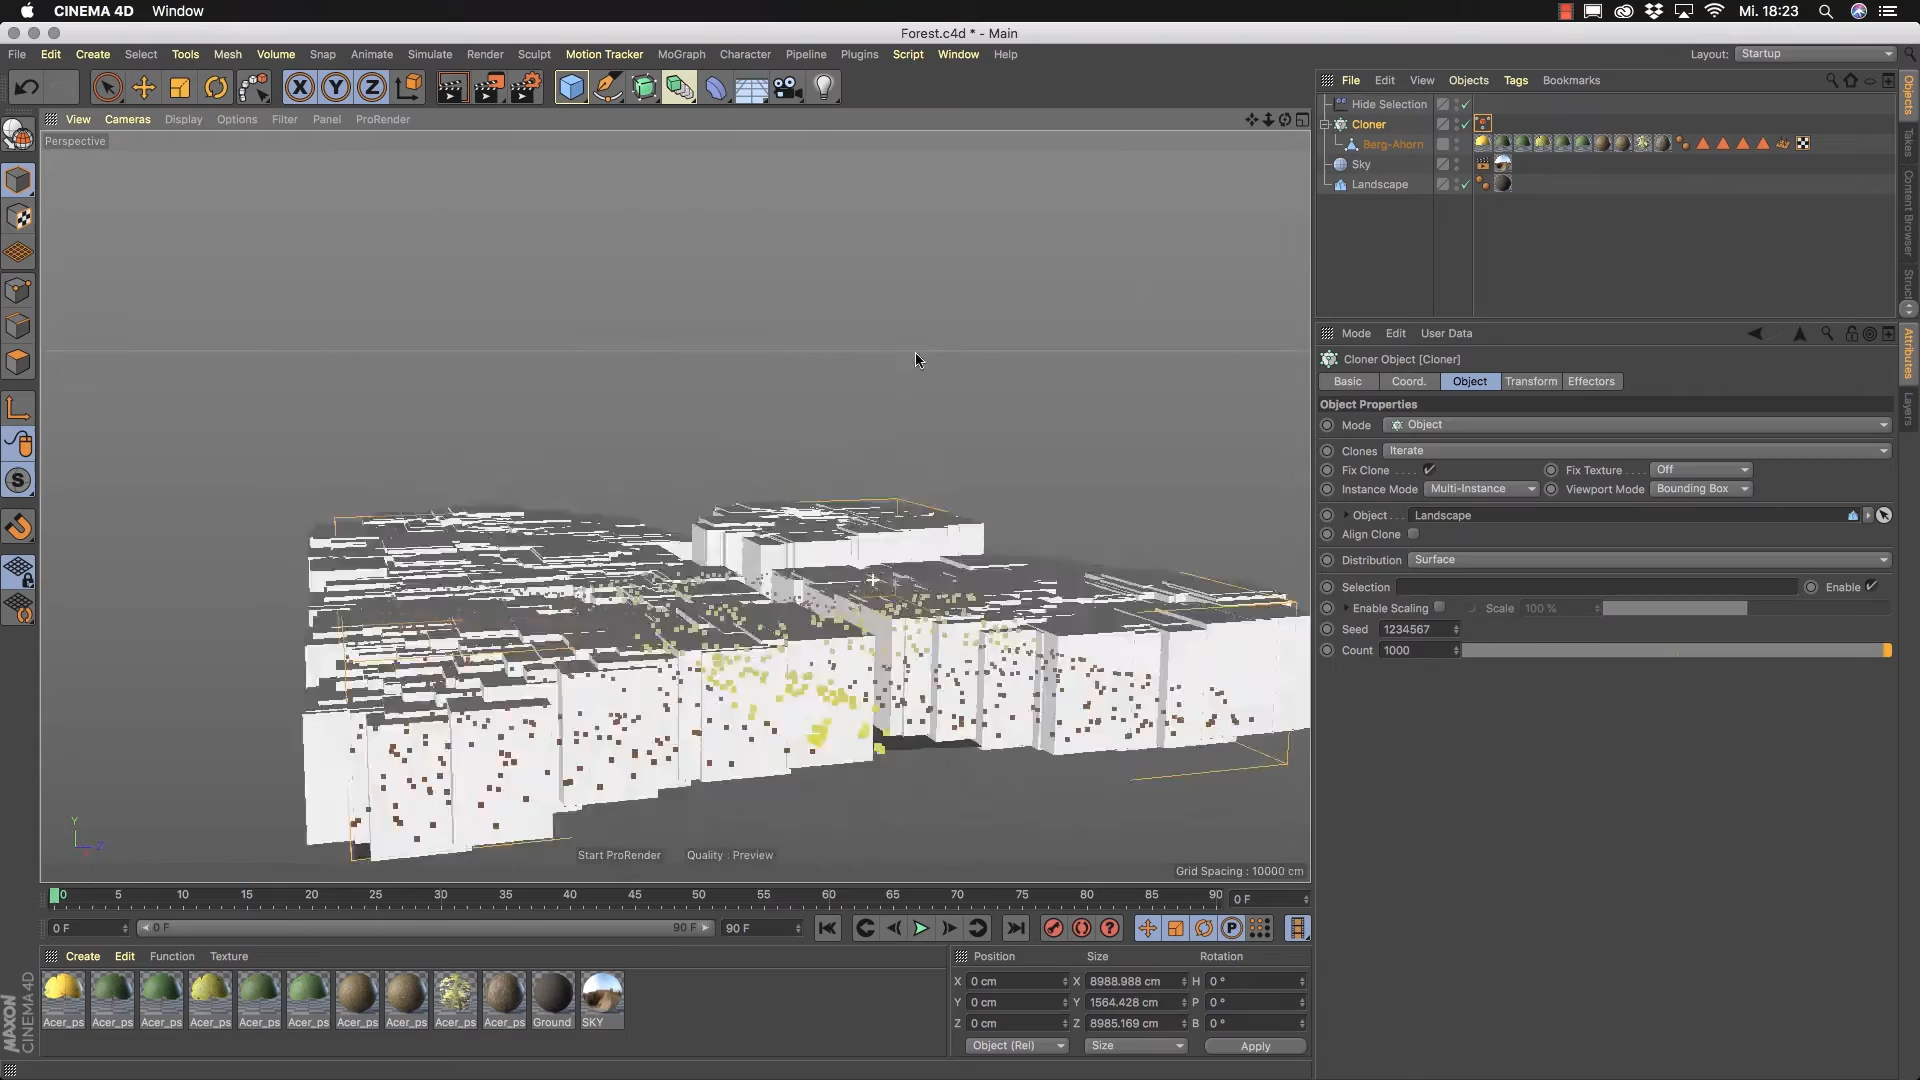 CINEMA 4D Window Mi. 18:23
Forest.c4d * - Main
File Edit Create Select Tools Mesh Volume Snap Animate Simulate Render Sculpt Motion Tracker MoGraph Character Pipeline Plugins Script Window Help Layout: Startup
X Y Z
File Edit View Objects Tags Bookmarks
View Cameras Display Options Filter Panel ProRender
Perspective
Hide Selection
Cloner
Berg-Ahorn
Sky
Landscape
Objects
Takes
Content Browser
Struct
Mode Edit User Data
Cloner Object [Cloner]
Basic Coord. Object Transform Effectors
Object Properties
Mode Object
Clones Iterate
Fix Clone . . . . Fix Texture . . . . Off
Instance Mode Multi-Instance Viewport Mode Bounding Box
Object . . . Landscape
Align Clone
Distribution Surface
Selection Enable
Enable Scaling Scale 100 %
Seed 1234567
Count 1000
Attributes
Layers
S
Y
Z
Start ProRender Quality : Preview
Grid Spacing : 10000 cm
0 5 10 15 20 25 30 35 40 45 50 55 60 65 70 75 80 85 90 0 F
0 F 0 F 90 F 90 F P
Create Edit Function Texture
Acer_ps Acer_ps Acer_ps Acer_ps Acer_ps Acer_ps Acer_ps Acer_ps Acer_ps Acer_ps Ground SKY
Position Size Rotation
X 0 cm X 8988.988 cm H 0 °
Y 0 cm Y 1564.428 cm P 0 °
Z 0 cm Z 8985.169 cm B 0 °
Object (Rel) Size Apply
MAXON
CINEMA 4D